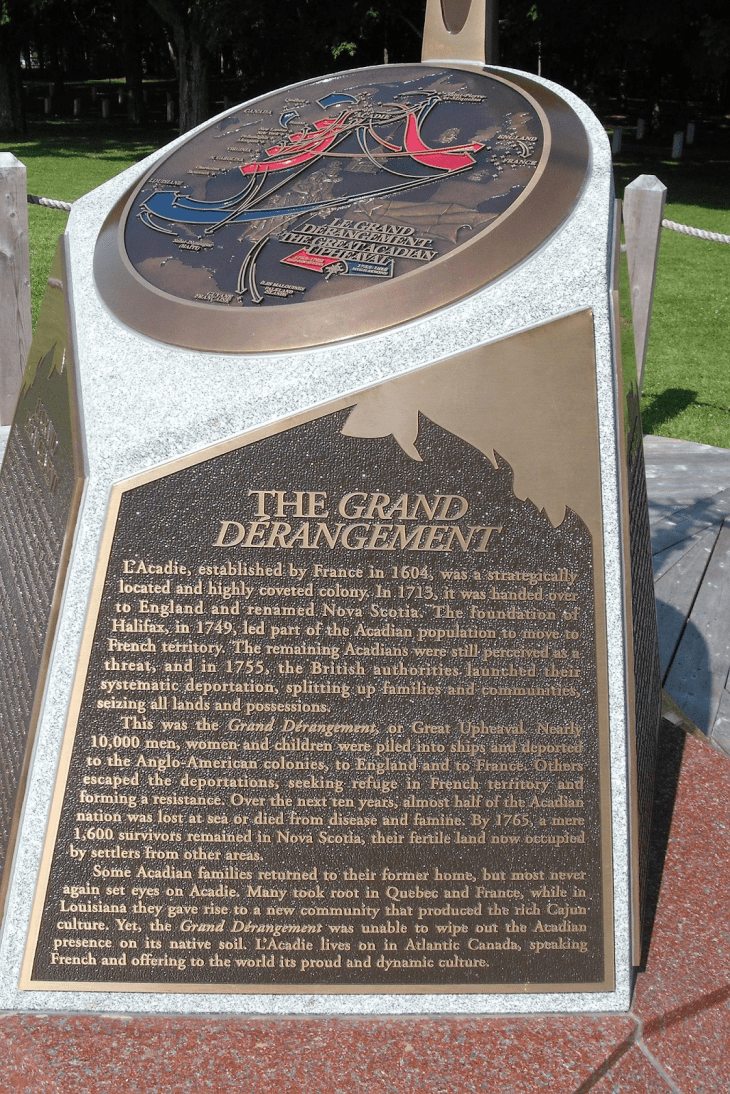 CANADA
ACADIE
ENGLAND
FRANCE
LOUISIANE
(HAITI)
LE GRAND
DÉRANGEMENT
THE GREAT ACADIAN
UPHEAVAL
GUYANE
FRANÇAISE
ÎLES MALOUINES
FALKLAND
ISLANDS
THE GRAND
DÉRANGEMENT
L'Acadie, established by France in 1604, was a strategically
located and highly coveted colony. In 1713, it was handed over
to England and renamed Nova Scotia. The foundation of
Halifax, in 1749, led part of the Acadian population to move to
French territory. The remaining Acadians were still perceived as a
threat, and in 1755, the British authorities launched their
systematic deportation, splitting up families and communities,
seizing all lands and possessions.
This was the Grand Dérangement, or Great Upheaval. Nearly
10,000 men, women and children were piled into ships and deported
to the Anglo-American colonies, to England and to France. Others
escaped the deportations, seeking refuge in French territory and
forming a resistance. Over the next ten years, almost half of the Acadian
nation was lost at sea or died from disease and famine. By 1765, a mere
1,600 survivors remained in Nova Scotia, their fertile land now occupied
by settlers from other areas.
Some Acadian families returned to their former home, but most never
again set eyes on Acadie. Many took root in Quebec and France, while in
Louisiana they gave rise to a new community that produced the rich Cajun
culture. Yet, the Grand Dérangement was unable to wipe out the Acadian
presence on its native soil. L'Acadie lives on in Atlantic Canada, speaking
French and offering to the world its proud and dynamic culture.